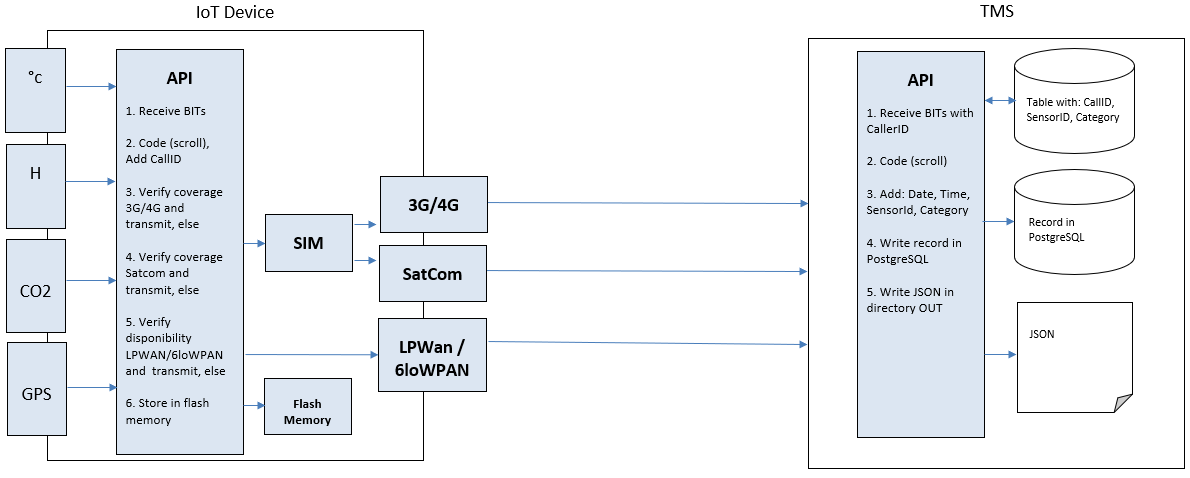 IoT Device
TMS
°c
H
CO2
GPS
API
1. Receive BITs
2. Code (scroll),
Add CallID
3. Verify coverage
3G/4G and
transmit, else
4. Verify coverage
Satcom and
transmit, else
5. Verify
disponibility
LPWAN/6loWPAN
and transmit, else
6. Store in flash
memory
SIM
Flash
Memory
3G/4G
SatCom
LPWan /
6loWPAN
API
1. Receive BITs with
CallerID
2. Code (scroll)
3. Add: Date, Time,
SensorId, Category
4. Write record in
PostgreSQL
5. Write JSON in
directory OUT
Table with: CallID,
SensorID, Category
Record in
PostgreSQL
JSON